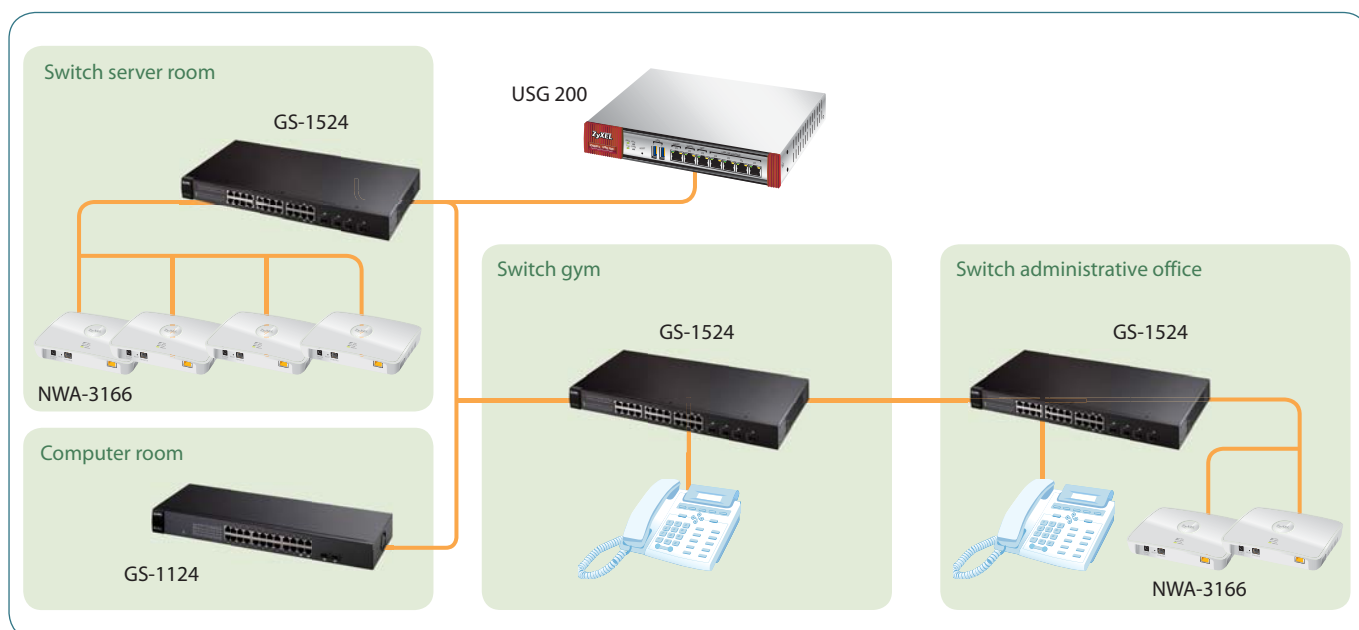 Switch server room
GS-1524
NWA-3166
USG 200
ZyXEL
Switch gym
GS-1524
Switch administrative office
GS-1524
NWA-3166
Computer room
GS-1124